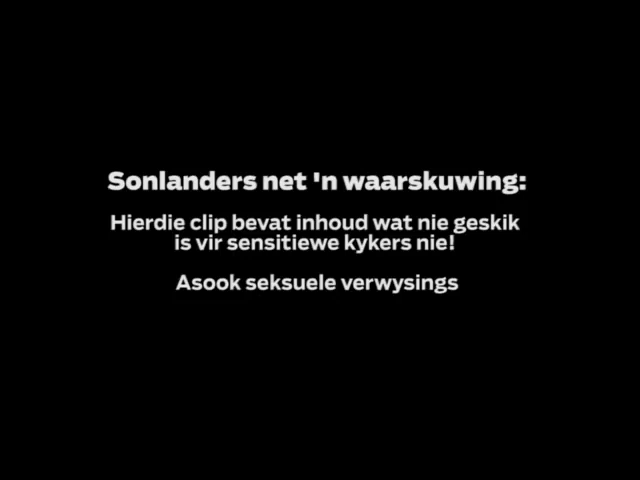 Sonlanders net 'n waarskuwing:
Hierdie clip bevat inhoud wat nie geskik
is vir sensitiewe kykers nie!
Asook seksuele verwysings